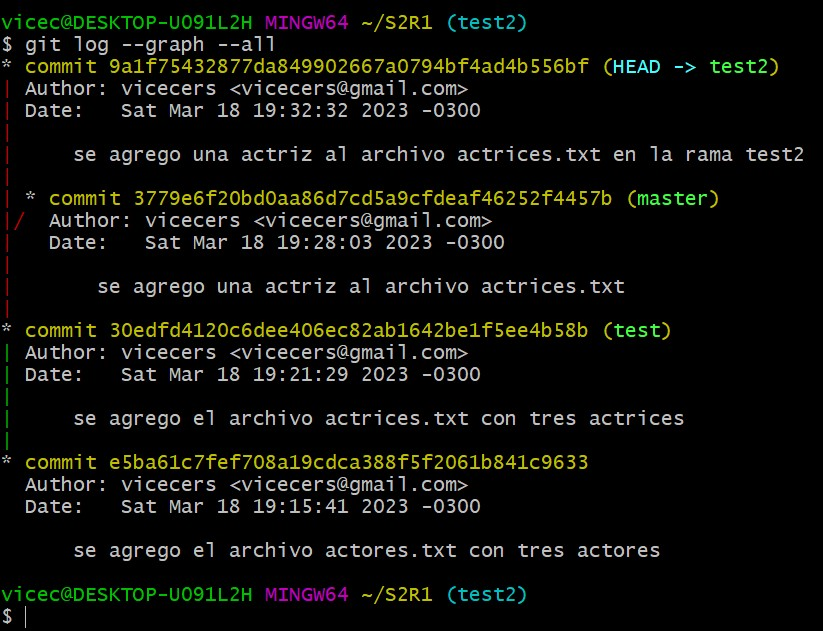 vicec@DESKTOP-UO91L2H MINGW64 ~/S2R1 (test2)
$ git log --graph --all
* commit 9a1f75432877da849902667a0794bf4ad4b556bf (HEAD -> test2)
| Author: vicecers <vicecers@gmail.com>
| Date:   Sat Mar 18 19:32:32 2023 -0300
|
|     se agrego una actriz al archivo actrices.txt en la rama test2
|
| * commit 3779e6f20bd0aa86d7cd5a9cfdeaf46252f4457b (master)
|/  Author: vicecers <vicecers@gmail.com>
|   Date:   Sat Mar 18 19:28:03 2023 -0300
|
|       se agrego una actriz al archivo actrices.txt
|
* commit 30edfd4120c6dee406ec82ab1642be1f5ee4b58b (test)
| Author: vicecers <vicecers@gmail.com>
| Date:   Sat Mar 18 19:21:29 2023 -0300
|
|     se agrego el archivo actrices.txt con tres actrices
|
* commit e5ba61c7fef708a19cdca388f5f2061b841c9633
  Author: vicecers <vicecers@gmail.com>
  Date:   Sat Mar 18 19:15:41 2023 -0300

      se agrego el archivo actores.txt con tres actores

vicec@DESKTOP-UO91L2H MINGW64 ~/S2R1 (test2)
$